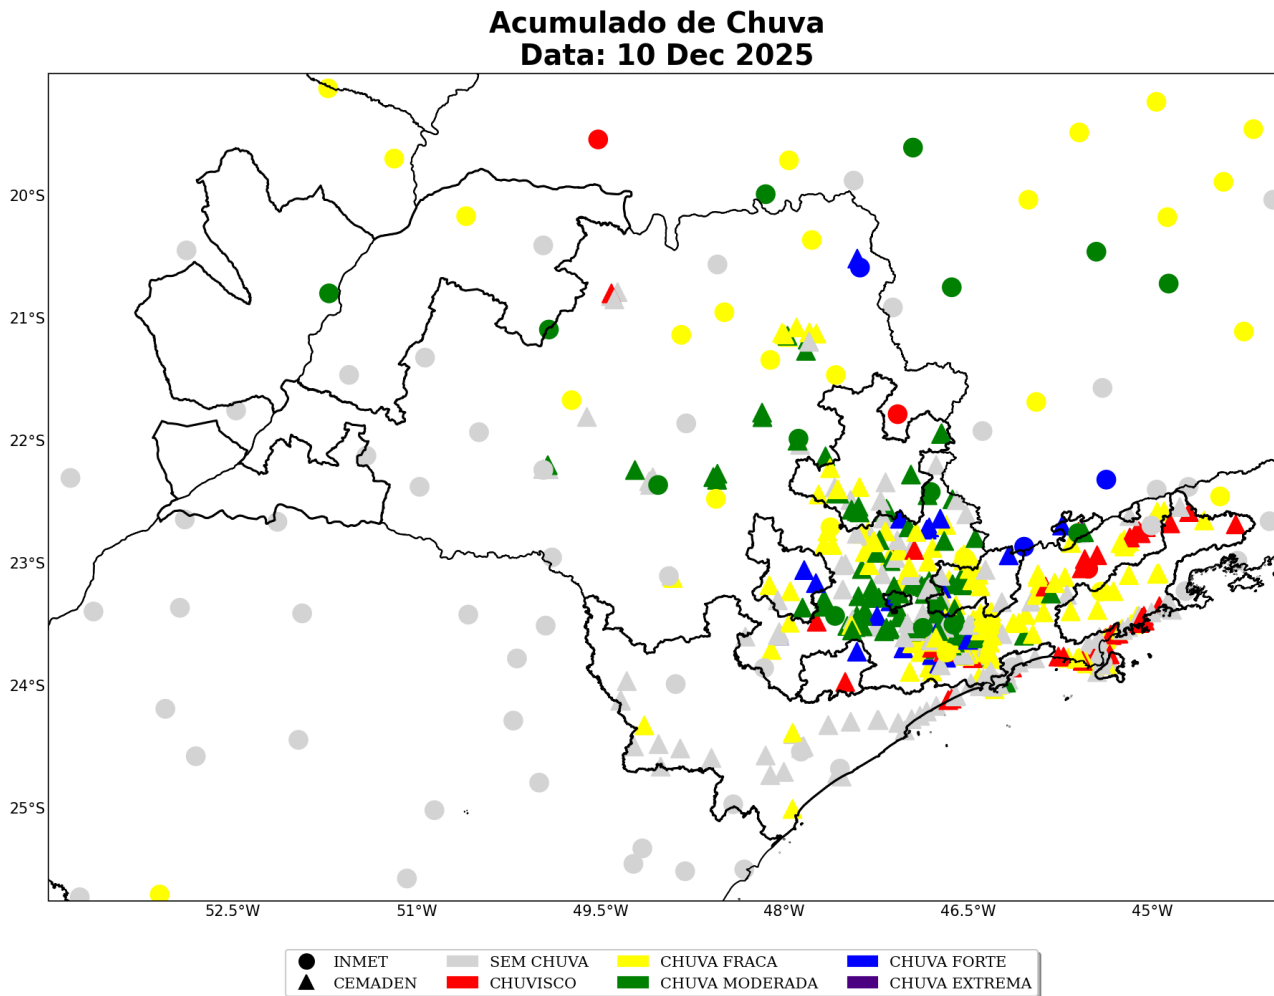 Acumulado de Chuva
Data: 10 Dec 2025
20°S
21°S
22°S
23°S
24°S
25°S
52.5°W 51°W 49.5°W 48°W 46.5°W 45°W
INMET SEM CHUVA CHUVA FRACA CHUVA FORTE
CEMADEN CHUVISCO CHUVA MODERADA CHUVA EXTREMA